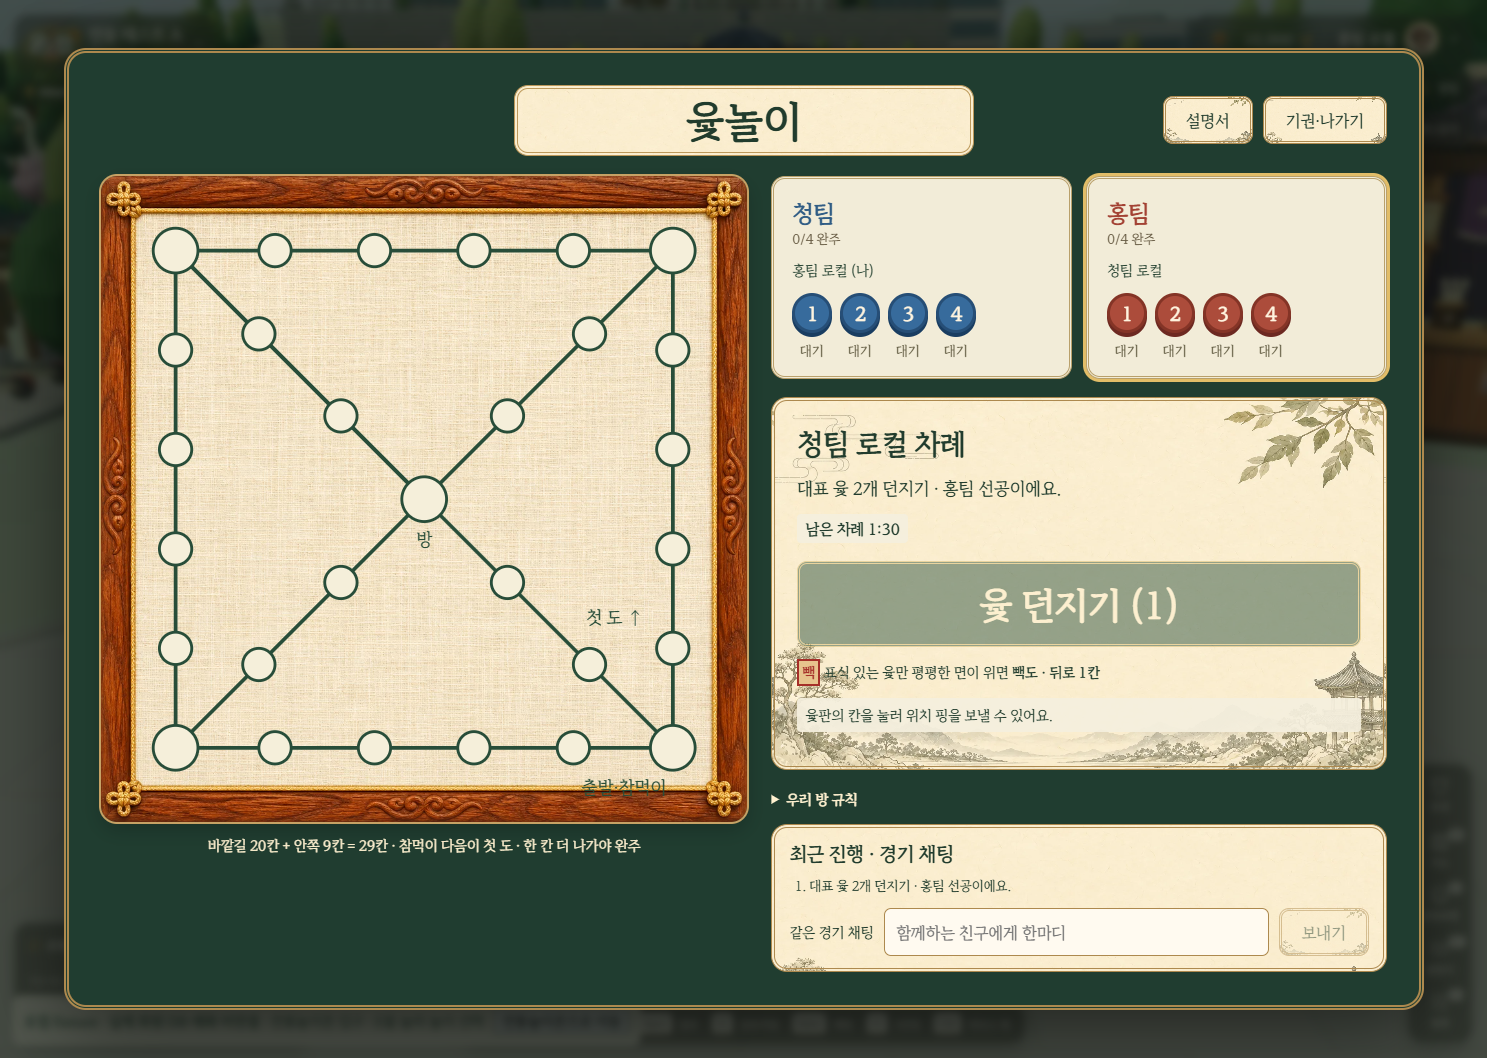 윷놀이
설명서
기권·나가기
청팀
0/4 완주
홍팀 로컬 (나)
1 2 3 4
대기 대기 대기 대기
홍팀
0/4 완주
청팀 로컬
1 2 3 4
대기 대기 대기 대기
방
첫 도 ↑
출발·참먹이
바깥길 20칸 + 안쪽 9칸 = 29칸 · 참먹이 다음이 첫 도 · 한 칸 더 나가야 완주
청팀 로컬 차례
대표 윷 2개 던지기 · 홍팀 선공이에요.
남은 차례 1:30
윷 던지기 (1)
빽 표식 있는 윷만 평평한 면이 위면 빽도 · 뒤로 1칸
윷판의 칸을 눌러 위치 핑을 보낼 수 있어요.
▶ 우리 방 규칙
최근 진행 · 경기 채팅
1. 대표 윷 2개 던지기 · 홍팀 선공이에요.
같은 경기 채팅
함께하는 친구에게 한마디
보내기